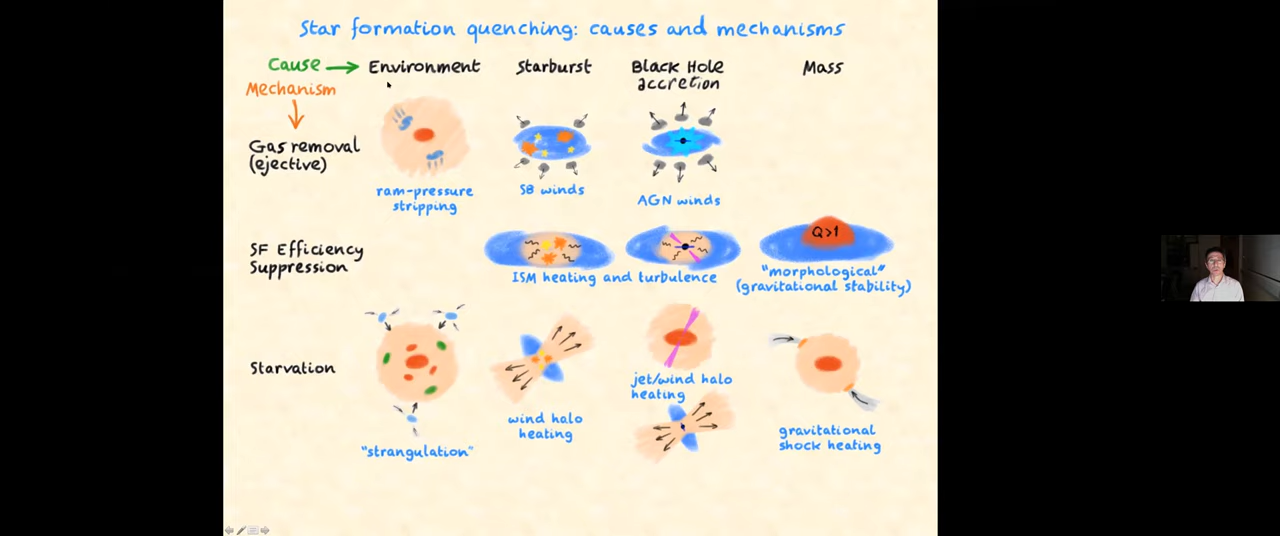 Star formation quenching: causes and mechanisms
Cause → Environment Starburst Black Hole accretion Mass
Mechanism
↓
Gas removal
(ejective)
ram-pressure
stripping
SB winds
AGN winds
SF Efficiency
Suppression
Q>1
ISM heating and turbulence
"morphological"
(gravitational stability)
Starvation
"strangulation"
wind halo
heating
jet/wind halo
heating
gravitational
shock heating